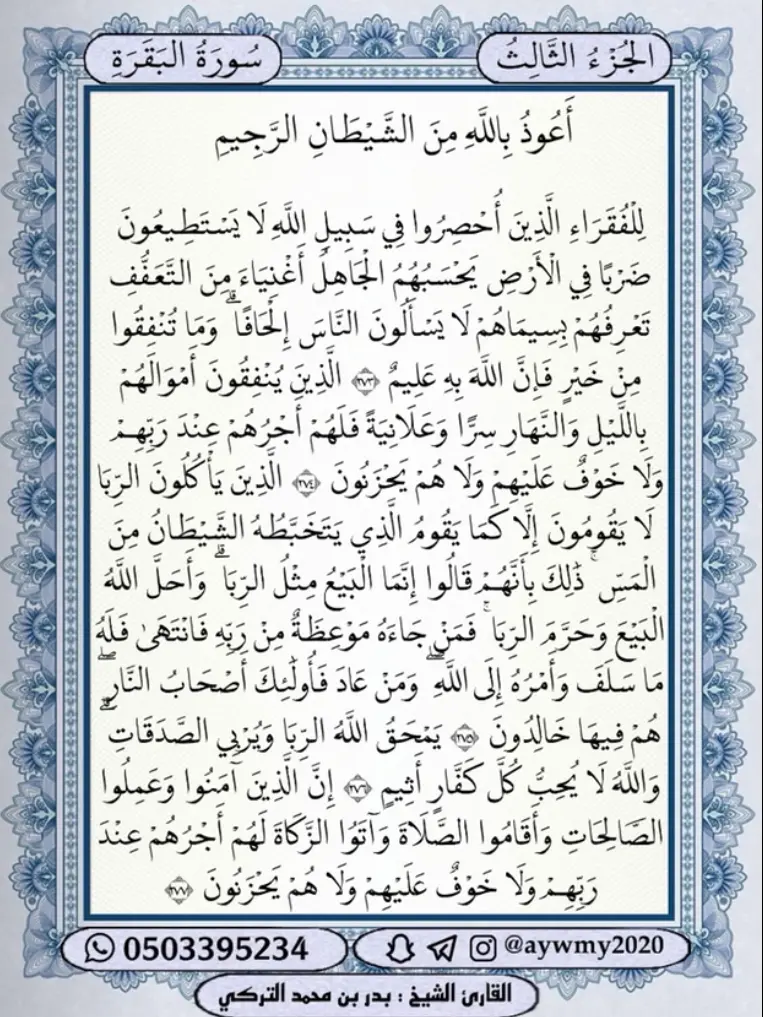 الجُزْءُ الثَّالِثُ
سُورَةُ البَقَرَةِ
أَعُوذُ بِاللَّهِ مِنَ الشَّيْطَانِ الرَّجِيمِ
لِلْفُقَرَاءِ الَّذِينَ أُحْصِرُوا فِي سَبِيلِ اللَّهِ لَا يَسْتَطِيعُونَ
ضَرْبًا فِي الْأَرْضِ يَحْسَبُهُمُ الْجَاهِلُ أَغْنِيَاءَ مِنَ التَّعَفُّفِ
تَعْرِفُهُمْ بِسِيمَاهُمْ لَا يَسْأَلُونَ النَّاسَ إِلْحَافًا ۗ وَمَا تُنْفِقُوا
مِنْ خَيْرٍ فَإِنَّ اللَّهَ بِهِ عَلِيمٌ ﴿٢٧٣﴾ الَّذِينَ يُنْفِقُونَ أَمْوَالَهُمْ
بِاللَّيْلِ وَالنَّهَارِ سِرًّا وَعَلَانِيَةً فَلَهُمْ أَجْرُهُمْ عِنْدَ رَبِّهِمْ
وَلَا خَوْفٌ عَلَيْهِمْ وَلَا هُمْ يَحْزَنُونَ ﴿٢٧٤﴾ الَّذِينَ يَأْكُلُونَ الرِّبَا
لَا يَقُومُونَ إِلَّا كَمَا يَقُومُ الَّذِي يَتَخَبَّطُهُ الشَّيْطَانُ مِنَ
الْمَسِّ ۚ ذَٰلِكَ بِأَنَّهُمْ قَالُوا إِنَّمَا الْبَيْعُ مِثْلُ الرِّبَا ۗ وَأَحَلَّ اللَّهُ
الْبَيْعَ وَحَرَّمَ الرِّبَا ۚ فَمَنْ جَاءَهُ مَوْعِظَةٌ مِنْ رَبِّهِ فَانْتَهَىٰ فَلَهُ
مَا سَلَفَ وَأَمْرُهُ إِلَى اللَّهِ ۖ وَمَنْ عَادَ فَأُولَٰئِكَ أَصْحَابُ النَّارِ ۖ
هُمْ فِيهَا خَالِدُونَ ﴿٢٧٥﴾ يَمْحَقُ اللَّهُ الرِّبَا وَيُرْبِي الصَّدَقَاتِ ۗ
وَاللَّهُ لَا يُحِبُّ كُلَّ كَفَّارٍ أَثِيمٍ ﴿٢٧٦﴾ إِنَّ الَّذِينَ آمَنُوا وَعَمِلُوا
الصَّالِحَاتِ وَأَقَامُوا الصَّلَاةَ وَآتَوُا الزَّكَاةَ لَهُمْ أَجْرُهُمْ عِنْدَ
رَبِّهِمْ وَلَا خَوْفٌ عَلَيْهِمْ وَلَا هُمْ يَحْزَنُونَ ﴿٢٧٧﴾
0503395234
@aywmy2020
القارئ الشيخ : بدر بن محمد التركي